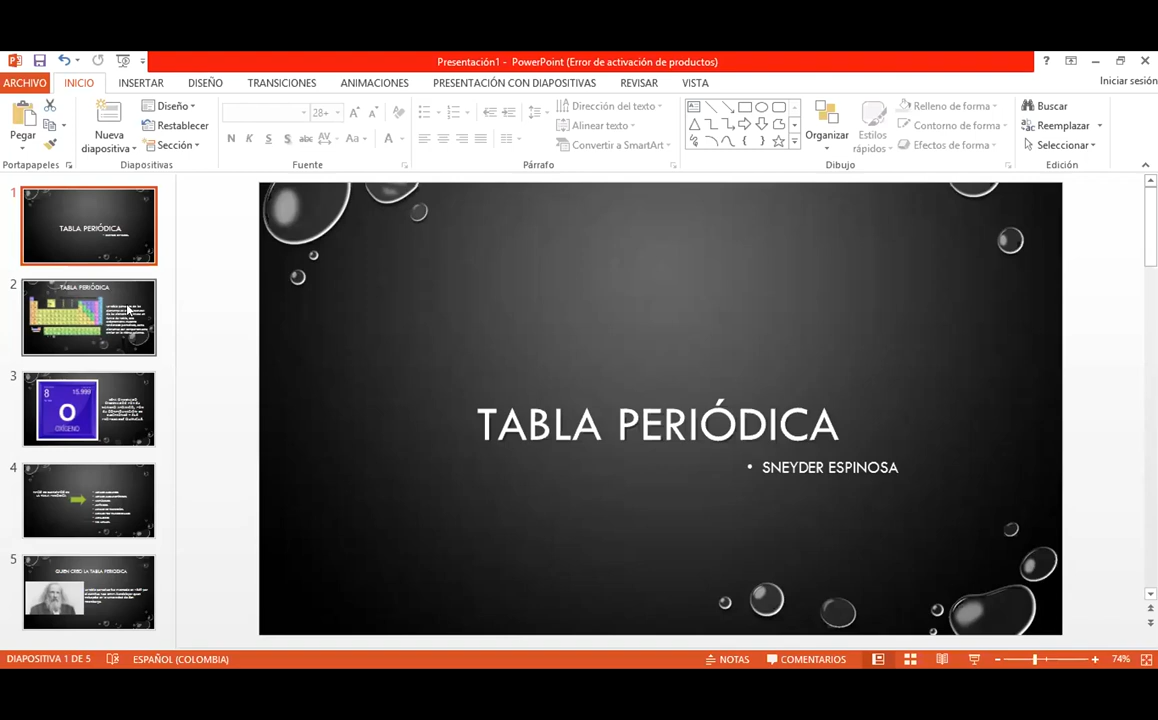 Presentación1 - PowerPoint (Error de activación de productos)
ARCHIVO INICIO INSERTAR DISEÑO TRANSICIONES ANIMACIONES PRESENTACIÓN CON DIAPOSITIVAS REVISAR VISTA
Iniciar sesión
Pegar
Nueva diapositiva
Diseño
Restablecer
Sección
28+
N K S S abc AV Aa A
Dirección del texto
Alinear texto
Convertir a SmartArt
Organizar
Estilos rápidos
Relleno de forma
Contorno de forma
Efectos de forma
Buscar
Reemplazar
Seleccionar
Portapapeles Diapositivas Fuente Párrafo Dibujo Edición
1
TABLA PERIÓDICA
2
TABLA PERIÓDICA
3
8
15.999
O
OXÍGENO
4
5
QUIEN CREO LA TABLA PERIODICA
TABLA PERIÓDICA
• SNEYDER ESPINOSA
DIAPOSITIVA 1 DE 5 ESPAÑOL (COLOMBIA) NOTAS COMENTARIOS 74%